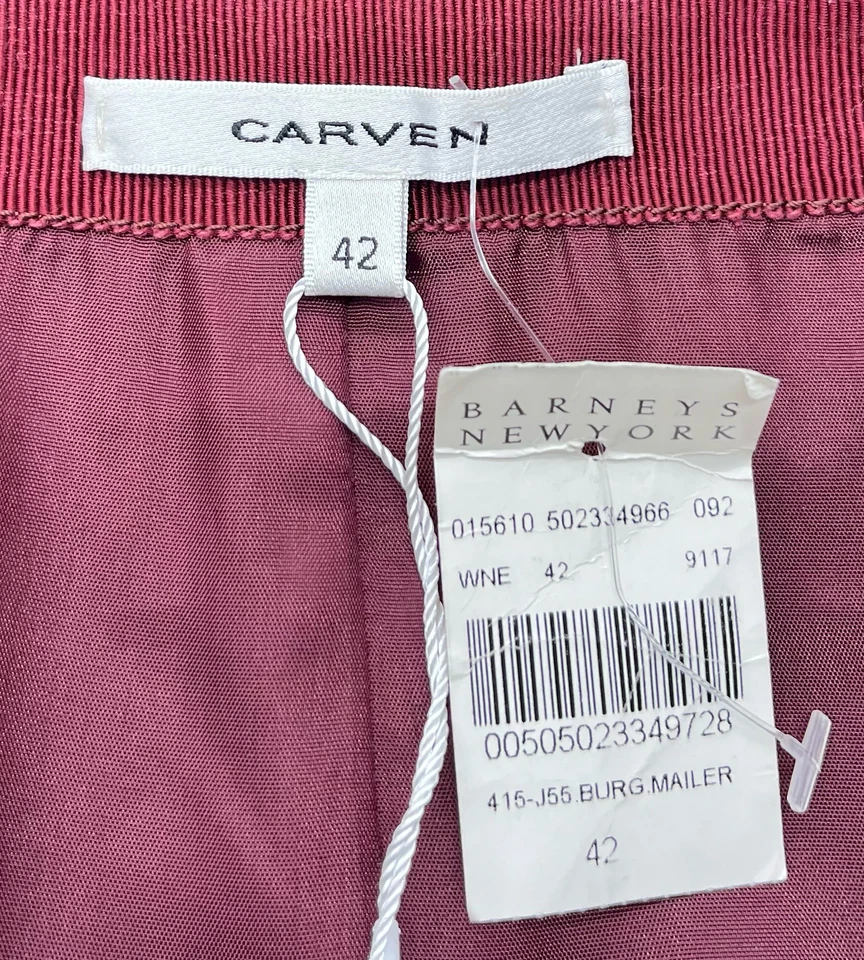 CARVEN
42
BARNEYS
NEWYORK
015610 502334966 092
WNE 42 9117
00505023349728
415-J55.BURG.MAILER
42